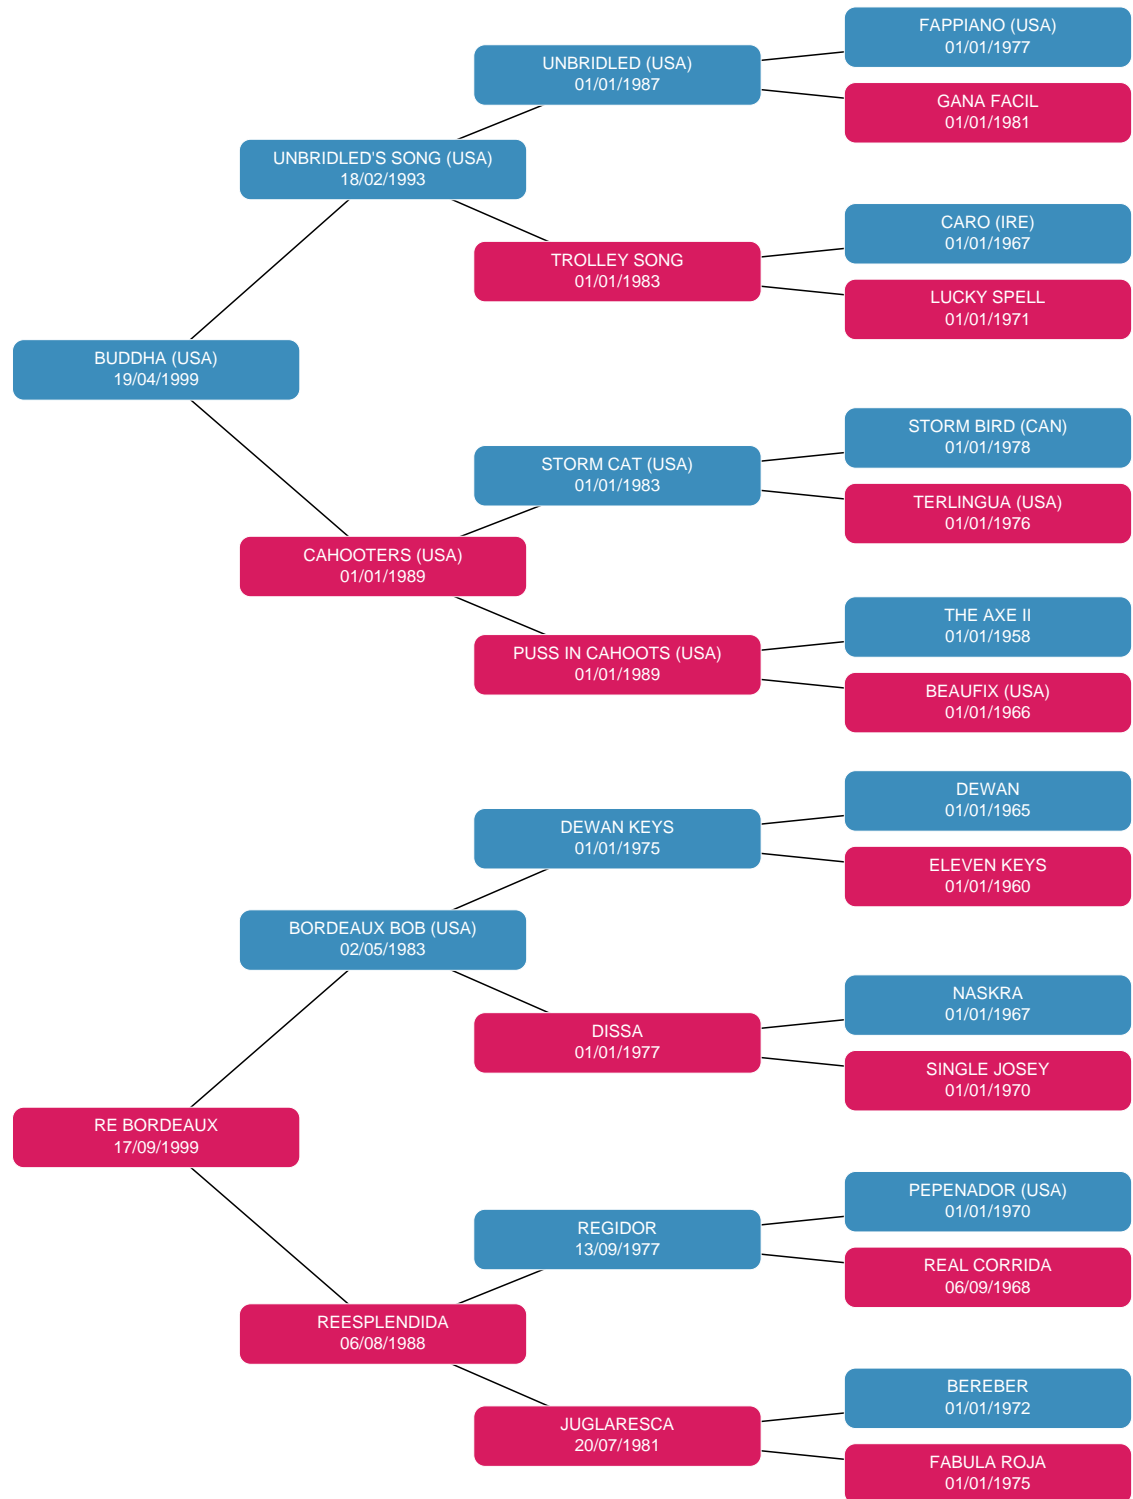 FAPPIANO (USA)
01/01/1977
UNBRIDLED (USA)
01/01/1987
GANA FACIL
01/01/1981
UNBRIDLED'S SONG (USA)
18/02/1993
CARO (IRE)
01/01/1967
TROLLEY SONG
01/01/1983
LUCKY SPELL
01/01/1971
BUDDHA (USA)
19/04/1999
STORM BIRD (CAN)
01/01/1978
STORM CAT (USA)
01/01/1983
TERLINGUA (USA)
01/01/1976
CAHOOTERS (USA)
01/01/1989
THE AXE II
01/01/1958
PUSS IN CAHOOTS (USA)
01/01/1989
BEAUFIX (USA)
01/01/1966
DEWAN
01/01/1965
DEWAN KEYS
01/01/1975
ELEVEN KEYS
01/01/1960
BORDEAUX BOB (USA)
02/05/1983
NASKRA
01/01/1967
DISSA
01/01/1977
SINGLE JOSEY
01/01/1970
RE BORDEAUX
17/09/1999
PEPENADOR (USA)
01/01/1970
REGIDOR
13/09/1977
REAL CORRIDA
06/09/1968
REESPLENDIDA
06/08/1988
BEREBER
01/01/1972
JUGLARESCA
20/07/1981
FABULA ROJA
01/01/1975